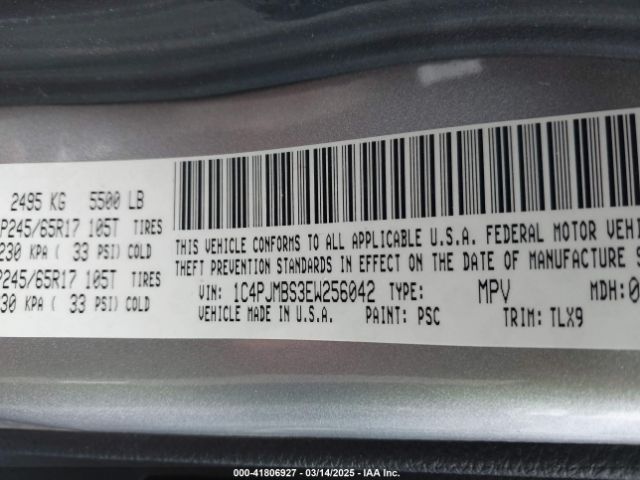 2495 KG 5500 LB
P245/65R17 105T TIRES
230 KPA ( 33 PSI) COLD
P245/65R17 105T TIRES
30 KPA ( 33 PSI) COLD
THIS VEHICLE CONFORMS TO ALL APPLICABLE U.S.A. FEDERAL MOTOR VEHI
THEFT PREVENTION STANDARDS IN EFFECT ON THE DATE OF MANUFACTURE S
VIN: 1C4PJMBS3EW256042 TYPE: MPV MDH:0
VEHICLE MADE IN U.S.A. PAINT: PSC TRIM: TLX9
000-41806927 - 03/14/2025 - IAAI.COM